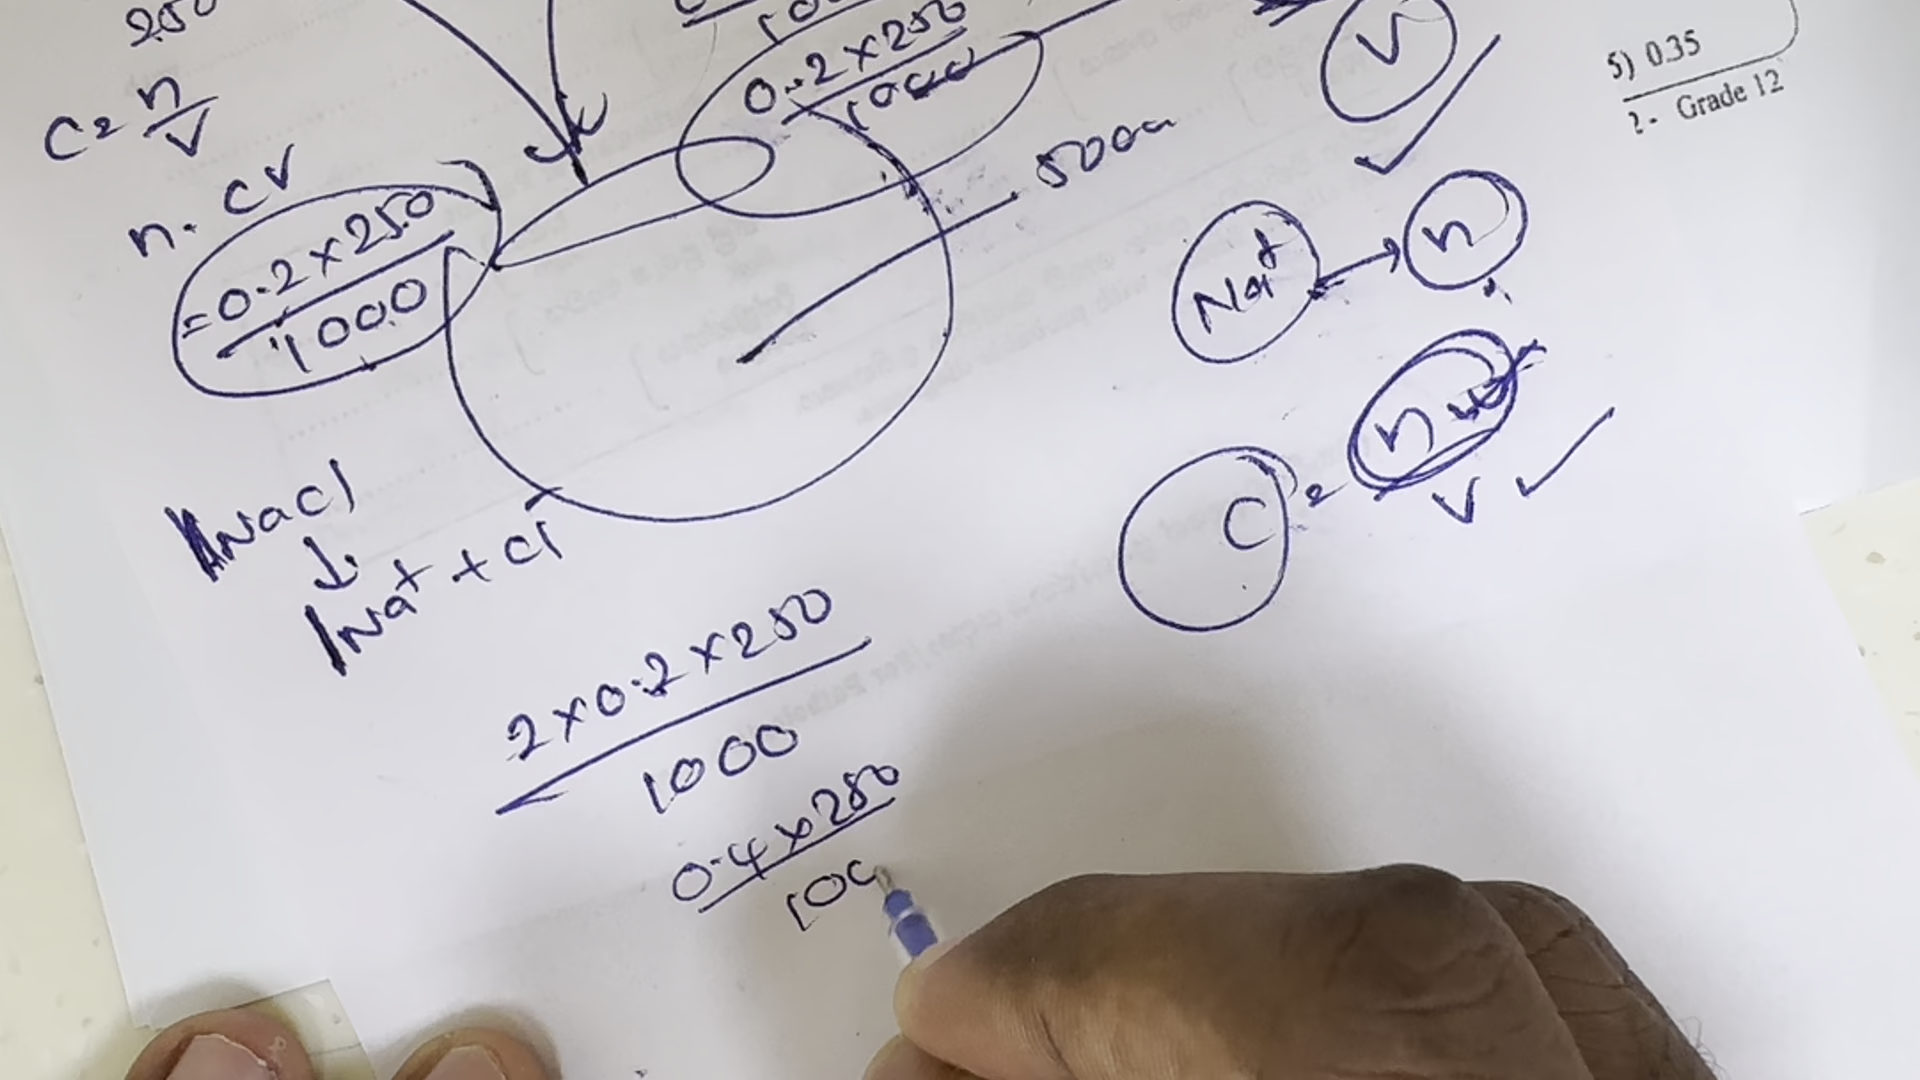 250
C = n
V
n = CV
= 0.2 × 250
1000
0.2 × 250
1000
500
V
5) 0.35
2 - Grade 12
Na⁺ → n
C = n
V
NaCl
↓
Na⁺ + Cl⁻
2 × 0.2 × 250
1000
0.4 × 250
100